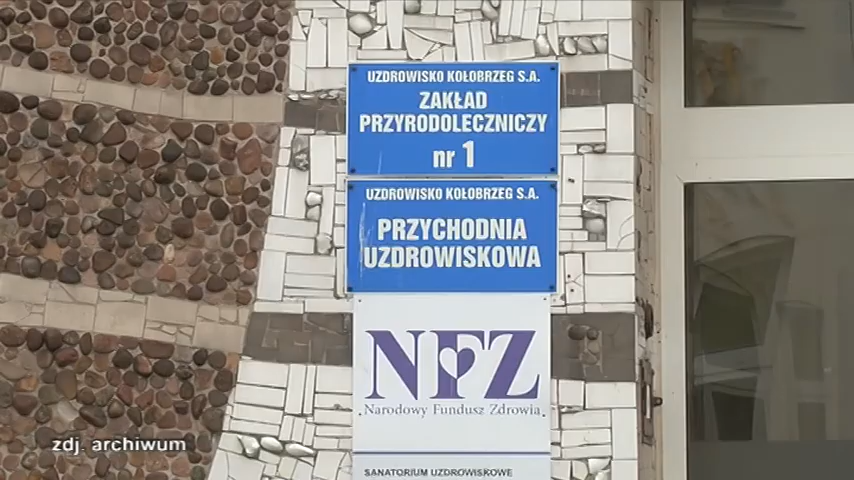 UZDROWISKO KOŁOBRZEG S.A.
ZAKŁAD
PRZYRODOLECZNICZY
nr 1
UZDROWISKO KOŁOBRZEG S.A.
PRZYCHODNIA
UZDROWISKOWA
NFZ
Narodowy Fundusz Zdrowia
SANATORIUM UZDROWISKOWE
zdj. archiwum